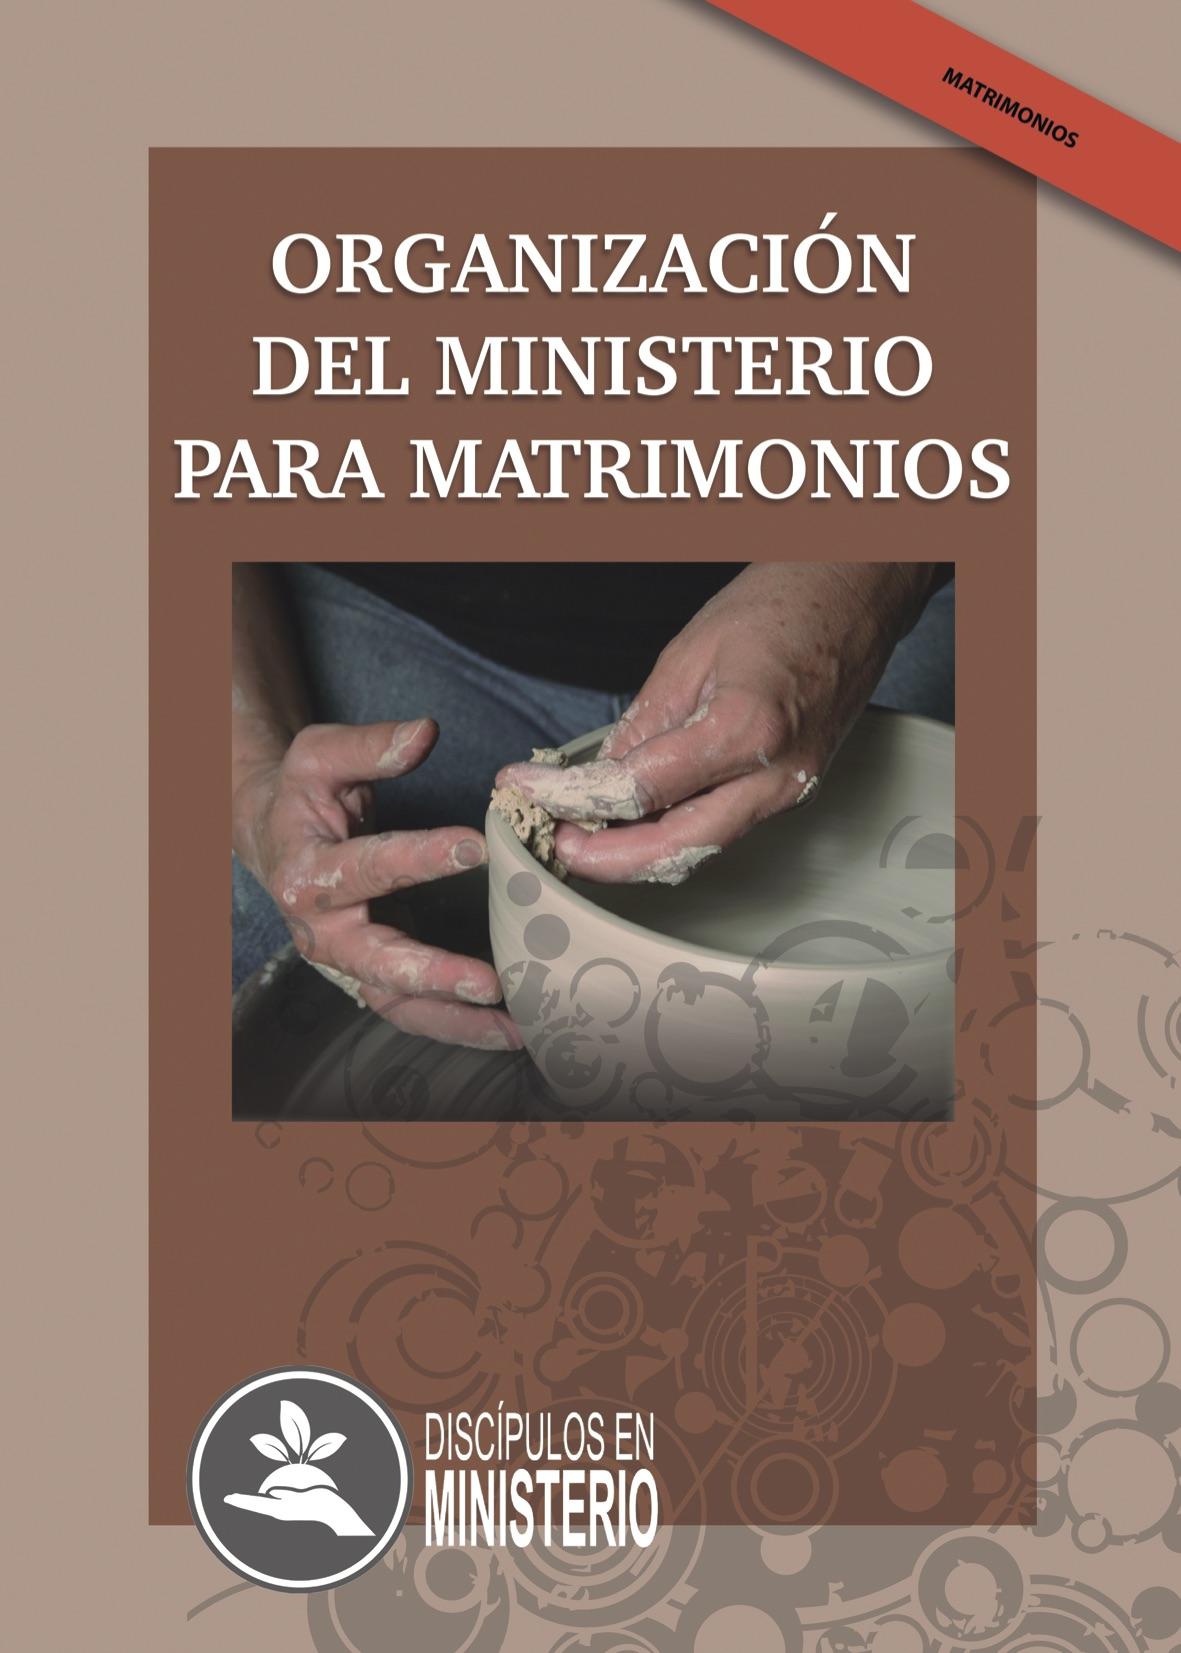 MATRIMONIOS
ORGANIZACIÓN
DEL MINISTERIO
PARA MATRIMONIOS
DISCÍPULOS EN
MINISTERIO